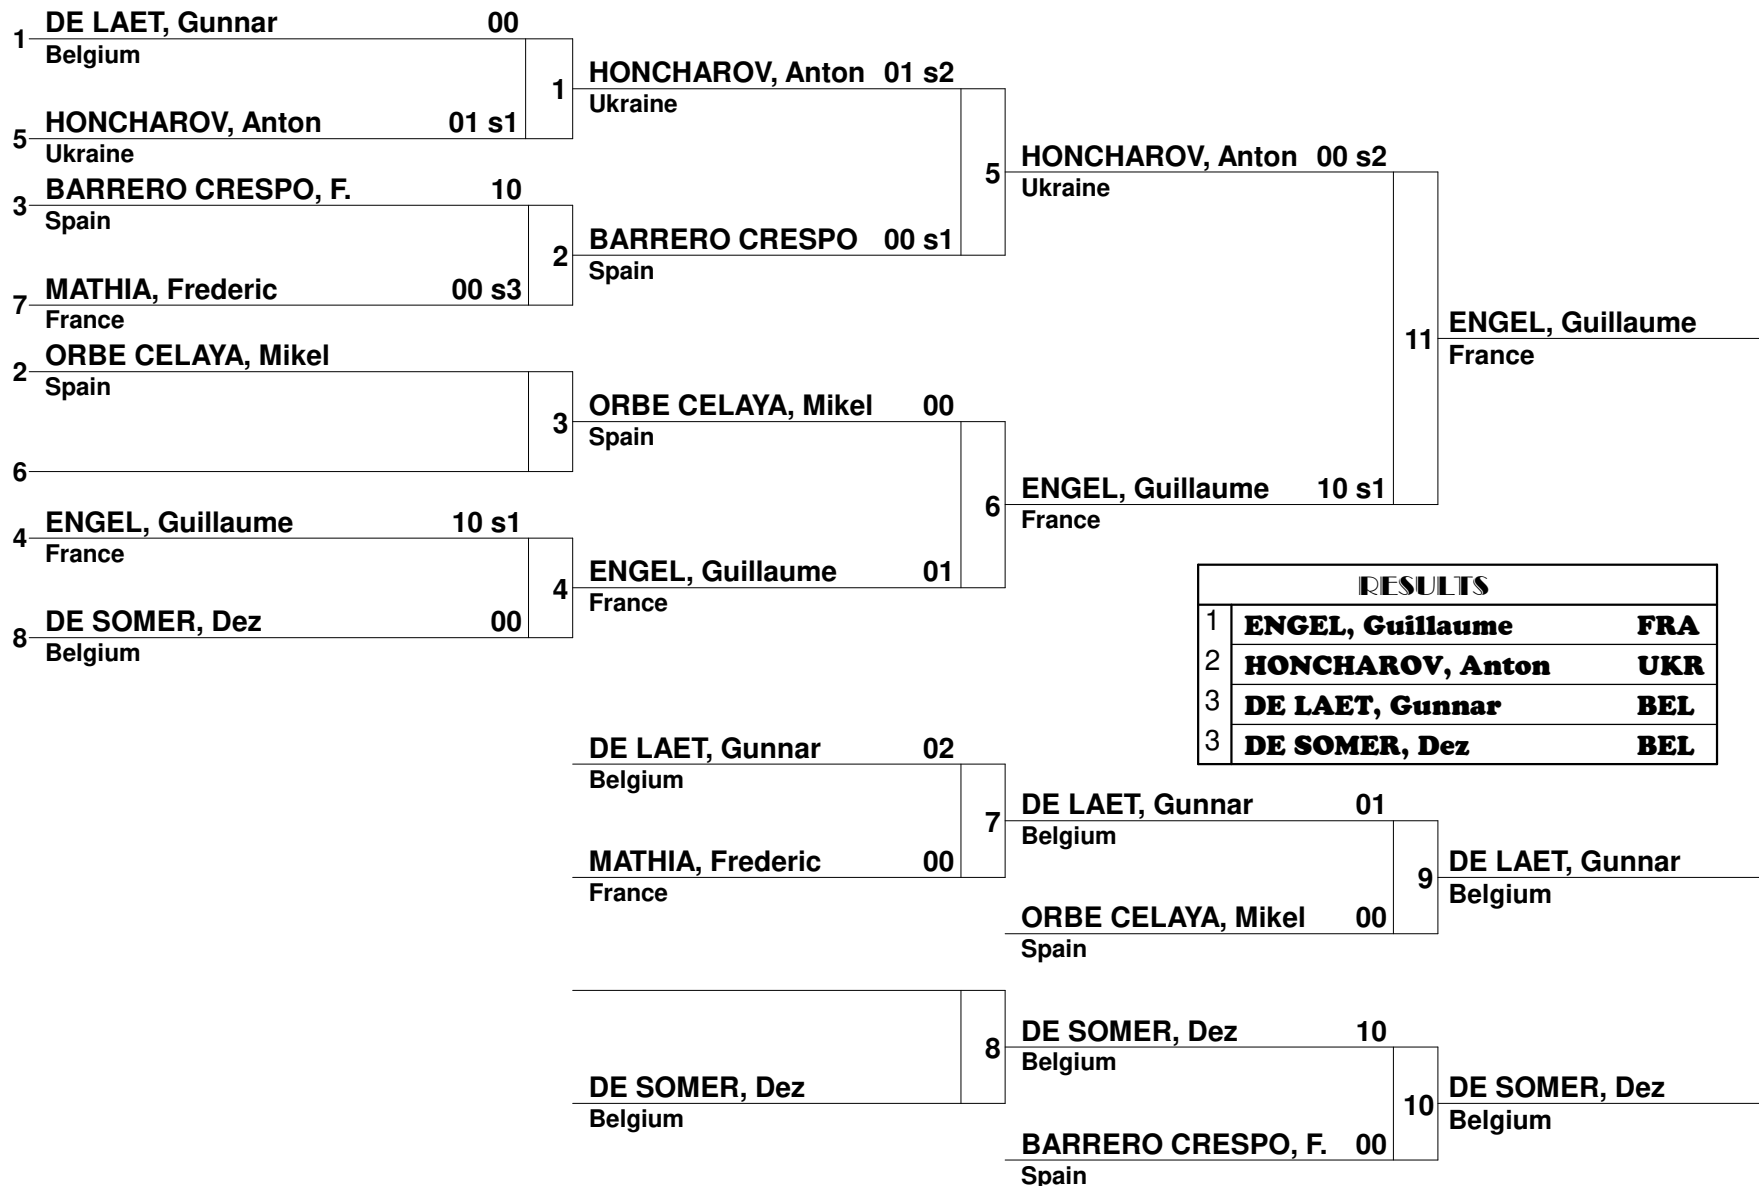 DE LAET, Gunnar 00
1
Belgium
1
HONCHAROV, Anton 01 s1
5
Ukraine
BARRERO CRESPO, F. 10
3
Spain
2
MATHIA, Frederic 00 s3
7
France
ORBE CELAYA, Mikel
2
Spain
3
6
ENGEL, Guillaume 10 s1
4
France
4
DE SOMER, Dez 00
8
Belgium
HONCHAROV, Anton 01 s2
Ukraine
5
BARRERO CRESPO 00 s1
Spain
ORBE CELAYA, Mikel 00
Spain
6
ENGEL, Guillaume 01
France
HONCHAROV, Anton 00 s2
Ukraine
11
ENGEL, Guillaume 10 s1
France
ENGEL, Guillaume
France
RESULTS
1 ENGEL, Guillaume FRA
2 HONCHAROV, Anton UKR
3 DE LAET, Gunnar BEL
3 DE SOMER, Dez BEL
DE LAET, Gunnar 02
Belgium
7
MATHIA, Frederic 00
France
DE LAET, Gunnar 01
Belgium
9
ORBE CELAYA, Mikel 00
Spain
DE LAET, Gunnar
Belgium
8
DE SOMER, Dez
Belgium
DE SOMER, Dez 10
Belgium
10
BARRERO CRESPO, F. 00
Spain
DE SOMER, Dez
Belgium